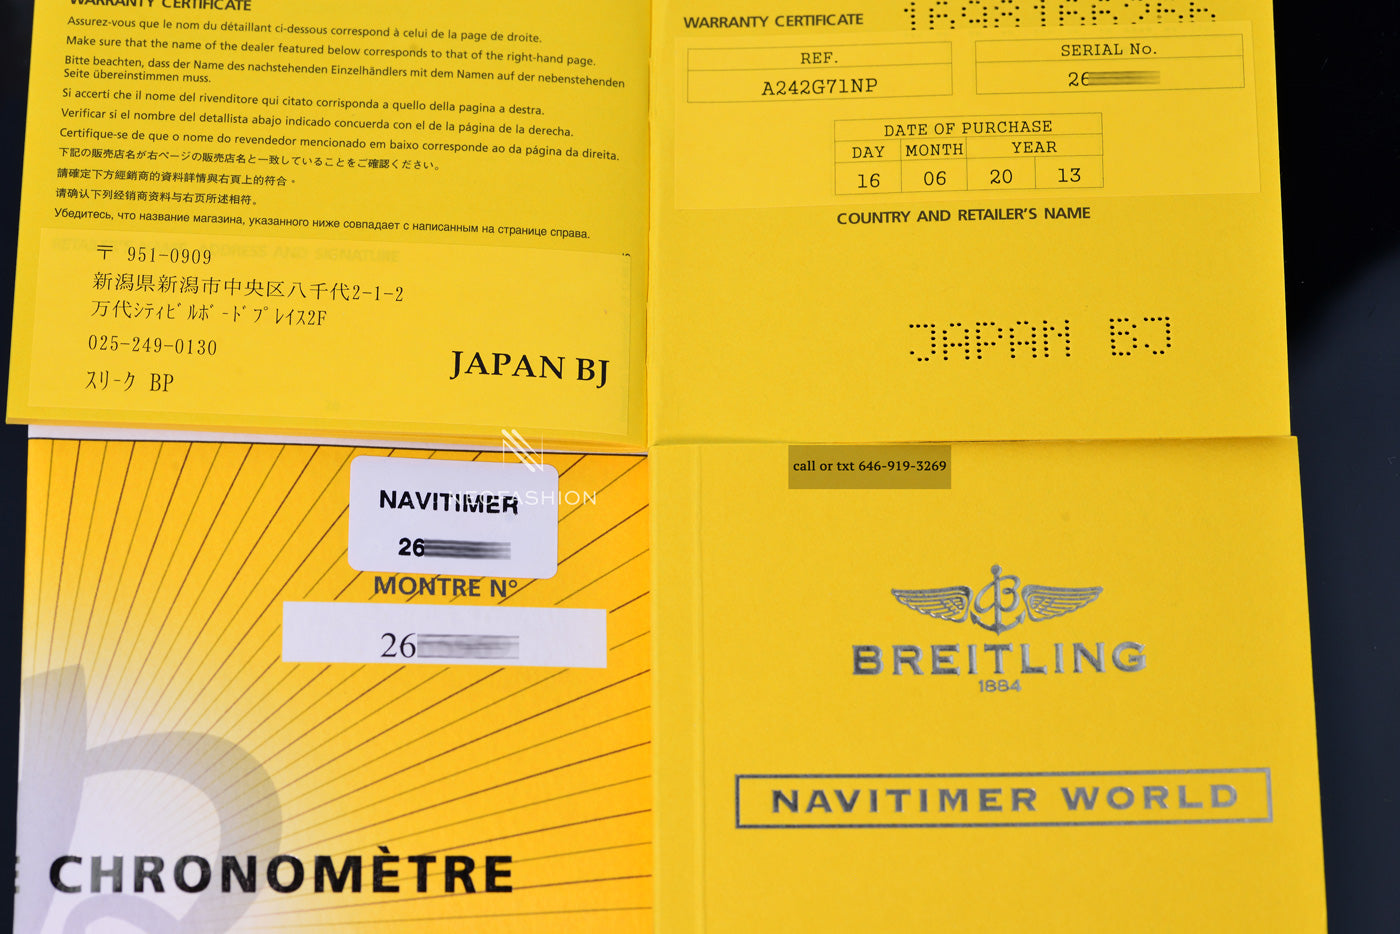 WARRANTY CERTIFICATE
Assurez-vous que le nom du détaillant ci-dessous correspond à celui de la page de droite.
Make sure that the name of the dealer featured below corresponds to that of the right-hand page.
Bitte beachten, dass der Name des nachstehenden Einzelhändlers mit dem Namen auf der nebenstehenden
Seite übereinstimmen muss.
Si accerti che il nome del rivenditore qui citato corrisponda a quello della pagina a destra.
Verificar si el nombre del detallista abajo indicado concuerda con el de la página de la derecha.
Certifique-se de que o nome do revendedor mencionado em baixo corresponde ao da página da direita.
下記の販売店名が右ページの販売店名と一致していることをご確認ください。
請確定下方經銷商的資料詳情與右頁上的符合。
请确认下列经销商资料与右页所述相符。
Убедитесь, что название магазина, указанного ниже совпадает с написанным на странице справа.
〒 951-0909
新潟県新潟市中央区八千代2-1-2
万代シティビルボードプレイス2F
025-249-0130
スリーク BP
JAPAN BJ
WARRANTY CERTIFICATE
REF.
A242G71NP
SERIAL No.
26
DATE OF PURCHASE
DAY MONTH YEAR
16 06 20 13
COUNTRY AND RETAILER'S NAME
JAPAN BJ
NAVITIMER
26
NEOFASHION
MONTRE N°
26
CHRONOMÈTRE
call or txt 646-919-3269
BREITLING
1884
NAVITIMER WORLD